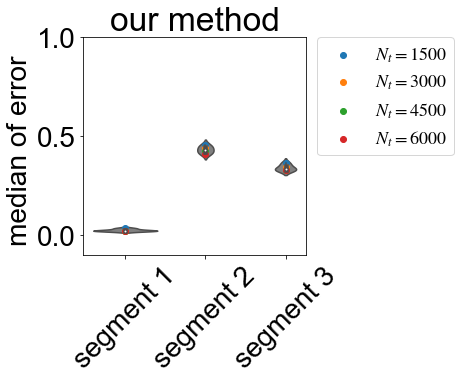 our method
median of error
1.0
0.5
0.0
segment 1
segment 2
segment 3
N_t = 1500
N_t = 3000
N_t = 4500
N_t = 6000